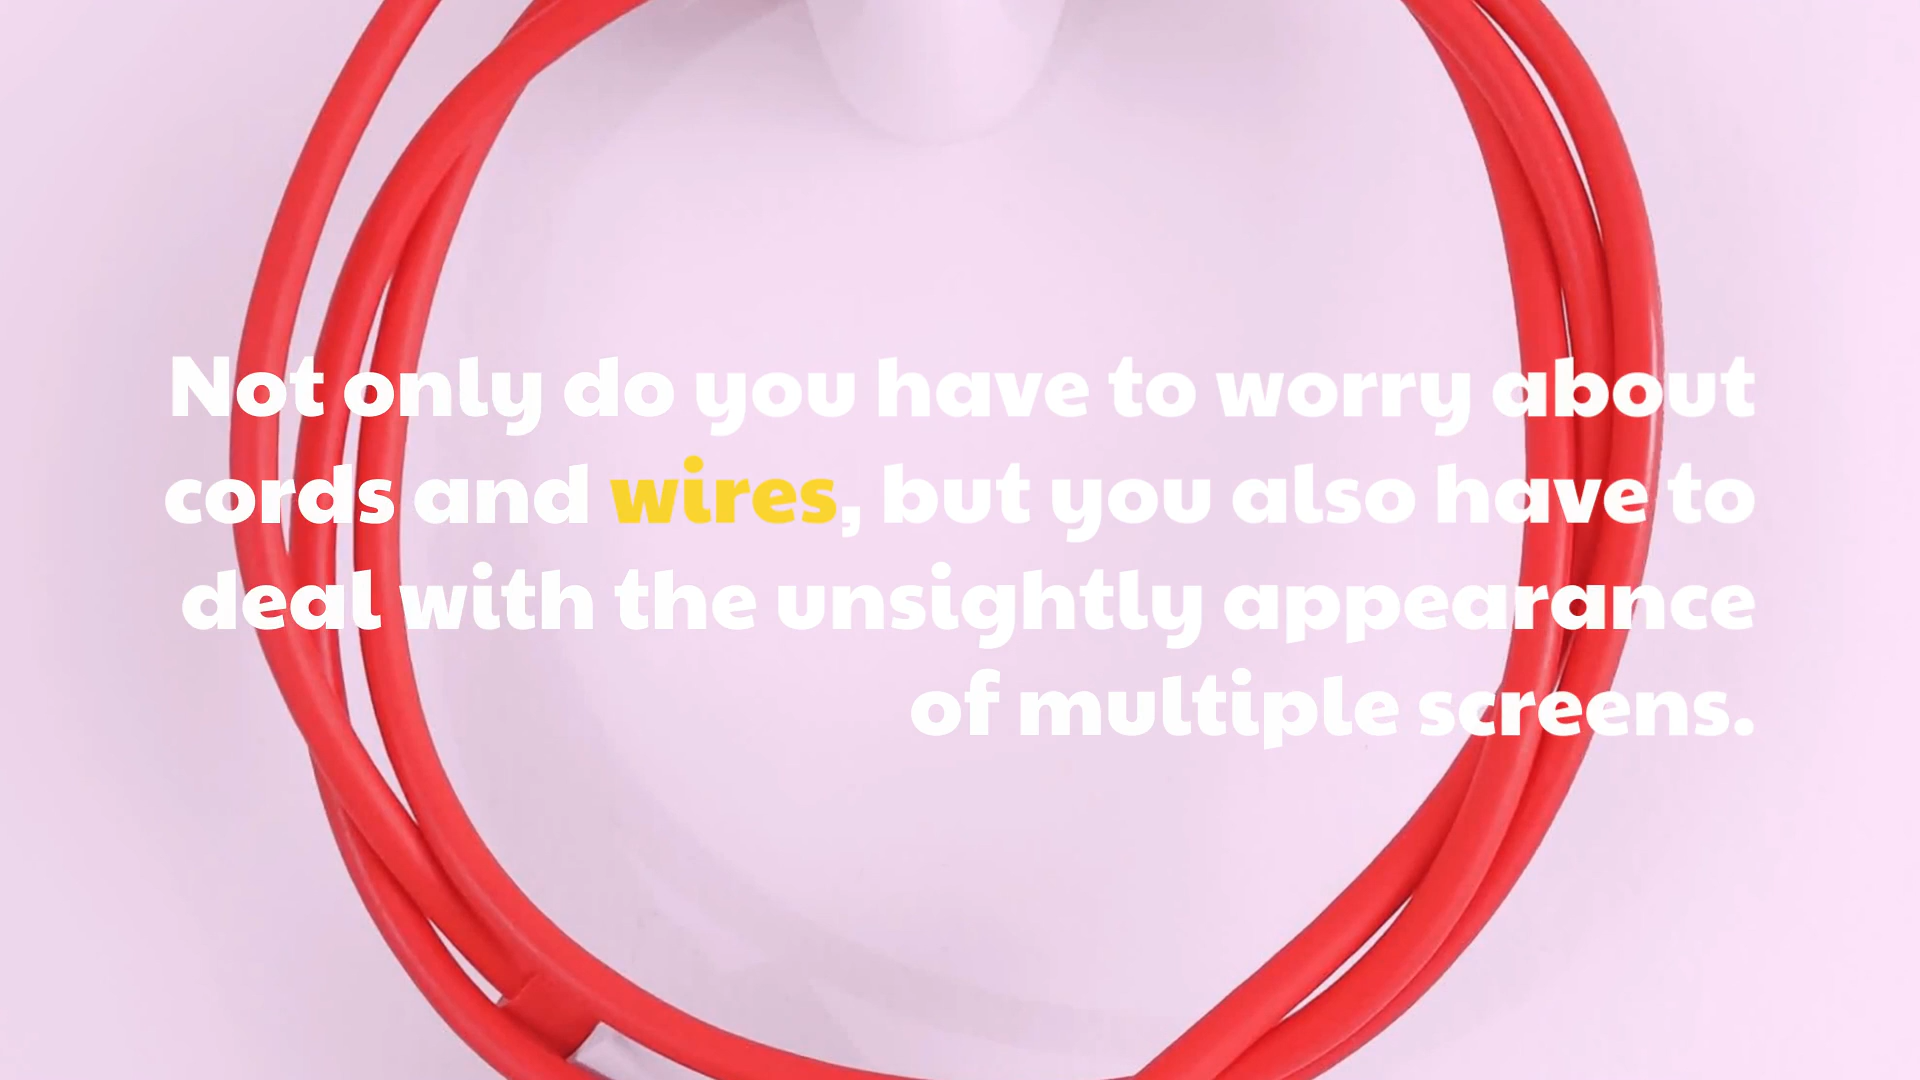 Not only do you have to worry about
cords and wires, but you also have to
deal with the unsightly appearance
of multiple screens.